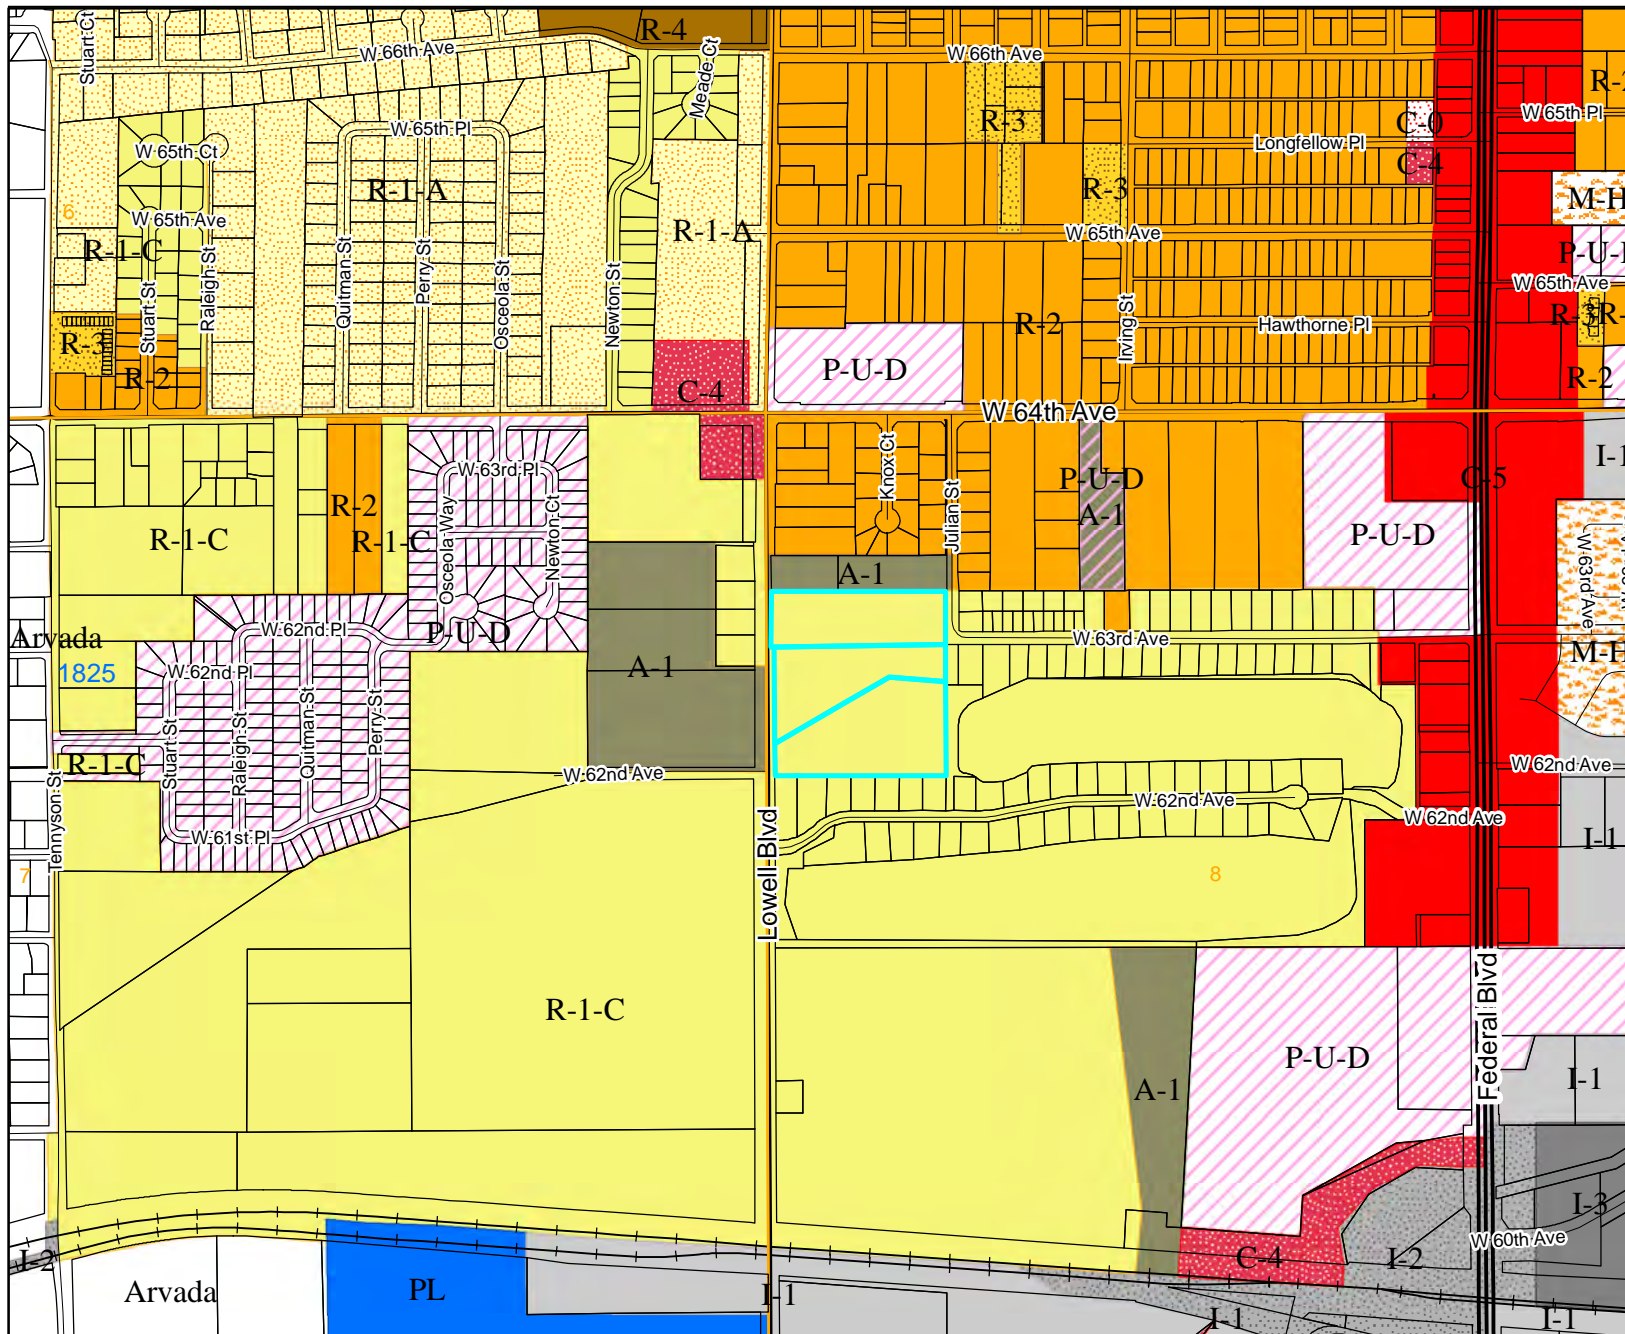 Stuart Ct
W 66th Ave
R-4
Meade Ct
W 66th Ave
R-3
C-0
C-4
W 65th Pl
W 65th Ct
W 65th Pl
Longfellow Pl
R-1-A
R-3
6
W 65th Ave
R-1-A
W 65th Ave
R-1-C
W 65th Ave
Stuart St
Raleigh St
Quitman St
Perry St
Osceola St
Newton St
Irving St
Hawthorne Pl
R-2
R-3
R-3
R-2
P-U-D
C-4
R-2
W 64th Ave
Knox Ct
Julian St
P-U-D
A-1
C-5
W 63rd Pl
Osceola Way
Newton Ct
R-2
R-1-C
R-1-C
P-U-D
W 63rd Ave
A-1
Arvada
1825
W 62nd Pl
W 62nd Pl
P-U-D
A-1
W 63rd Ave
Stuart St
Raleigh St
Quitman St
Perry St
R-1-C
W 62nd Ave
W 62nd Ave
W 62nd Ave
W 62nd Ave
W 61st Pl
Tennyson St
Lowell Blvd
I-1
7
8
Federal Blvd
R-1-C
P-U-D
A-1
I-1
I-3
W 60th Ave
I-2
C-4
I-2
Arvada
PL
I-1
I-1
I-1